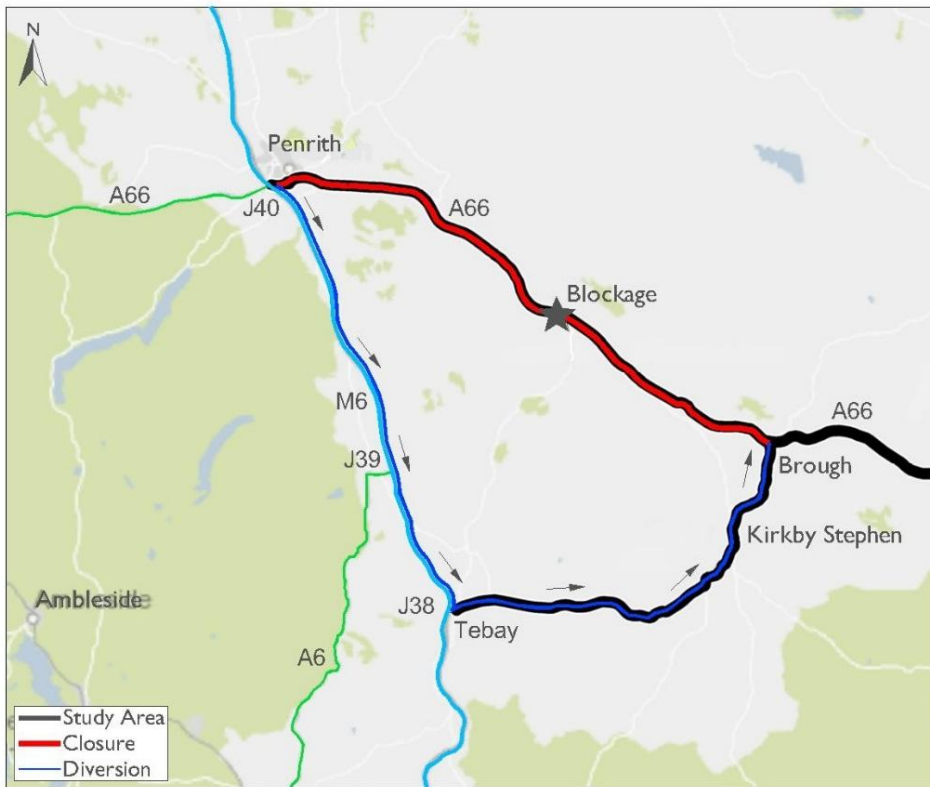 N
Penrith
A66
J40
A66
Blockage
M6
A66
J39
Brough
Kirkby Stephen
Ambleside
J38
Tebay
A6
Study Area
Closure
Diversion